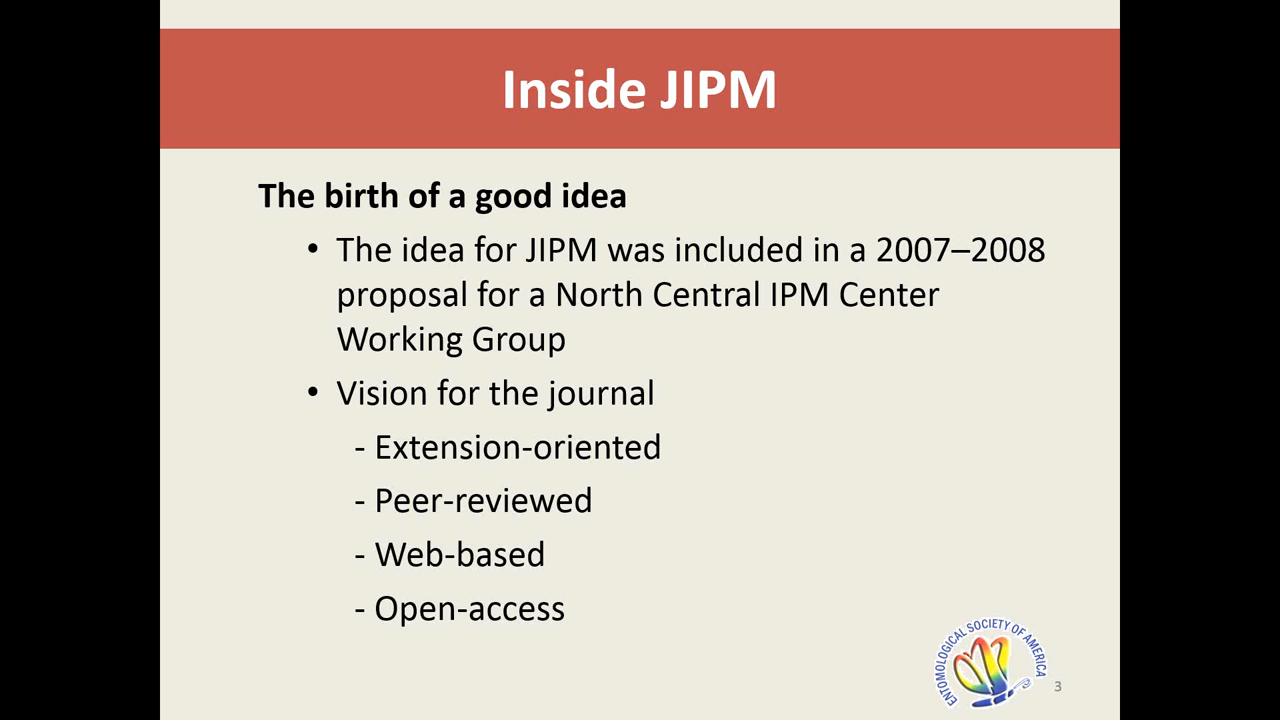 Inside JIPM
The birth of a good idea
• The idea for JIPM was included in a 2007–2008
proposal for a North Central IPM Center
Working Group
• Vision for the journal
- Extension-oriented
- Peer-reviewed
- Web-based
- Open-access
ENTOMOLOGICAL SOCIETY OF AMERICA
3